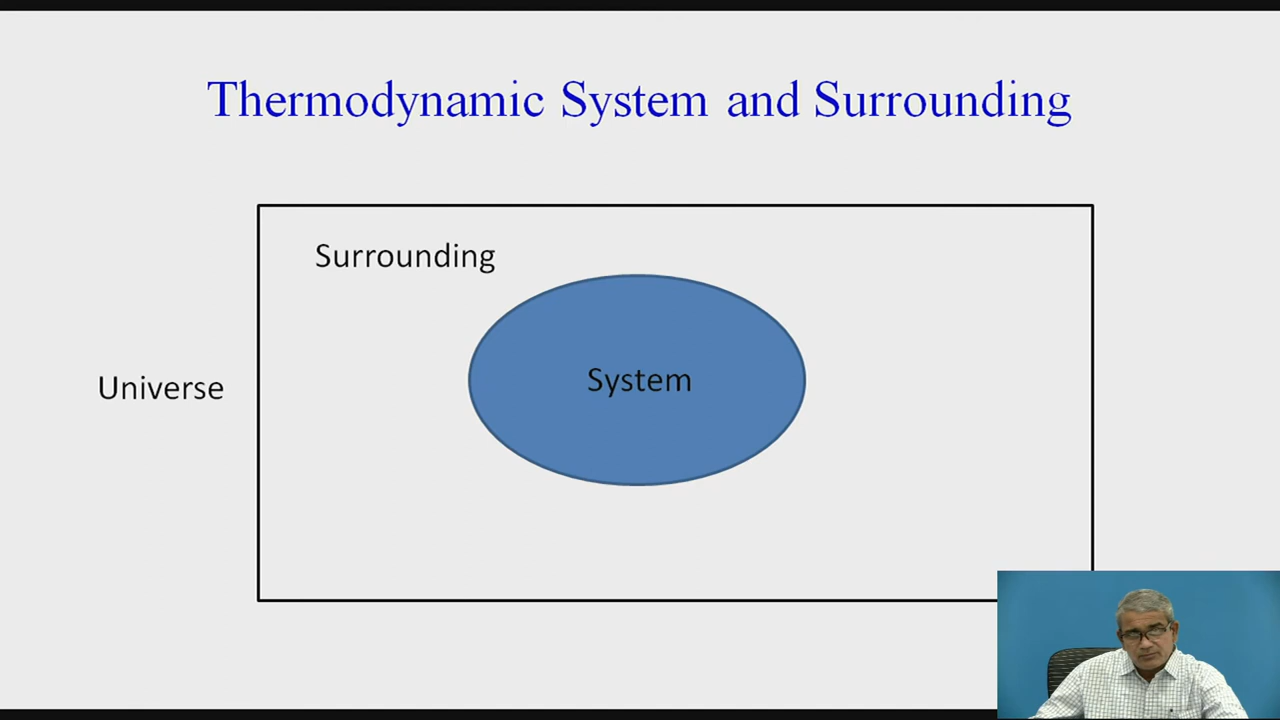 Thermodynamic System and Surrounding
Surrounding
System
Universe